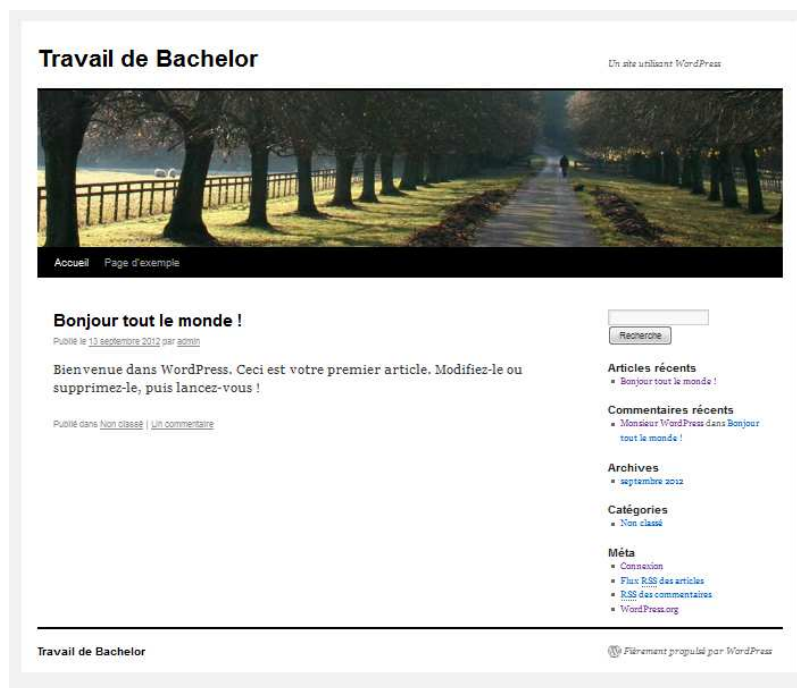 Travail de Bachelor
Un site utilisant WordPress
Accueil Page d'exemple
Bonjour tout le monde !
Publié le 13 septembre 2012 par admin
Bienvenue dans WordPress. Ceci est votre premier article. Modifiez-le ou
supprimez-le, puis lancez-vous !
Publié dans Non classé | Un commentaire
Recherche
Articles récents
Bonjour tout le monde !
Commentaires récents
Monsieur WordPress dans Bonjour
tout le monde !
Archives
septembre 2012
Catégories
Non classé
Méta
Connexion
Flux RSS des articles
RSS des commentaires
WordPress.org
Travail de Bachelor
Fièrement propulsé par WordPress